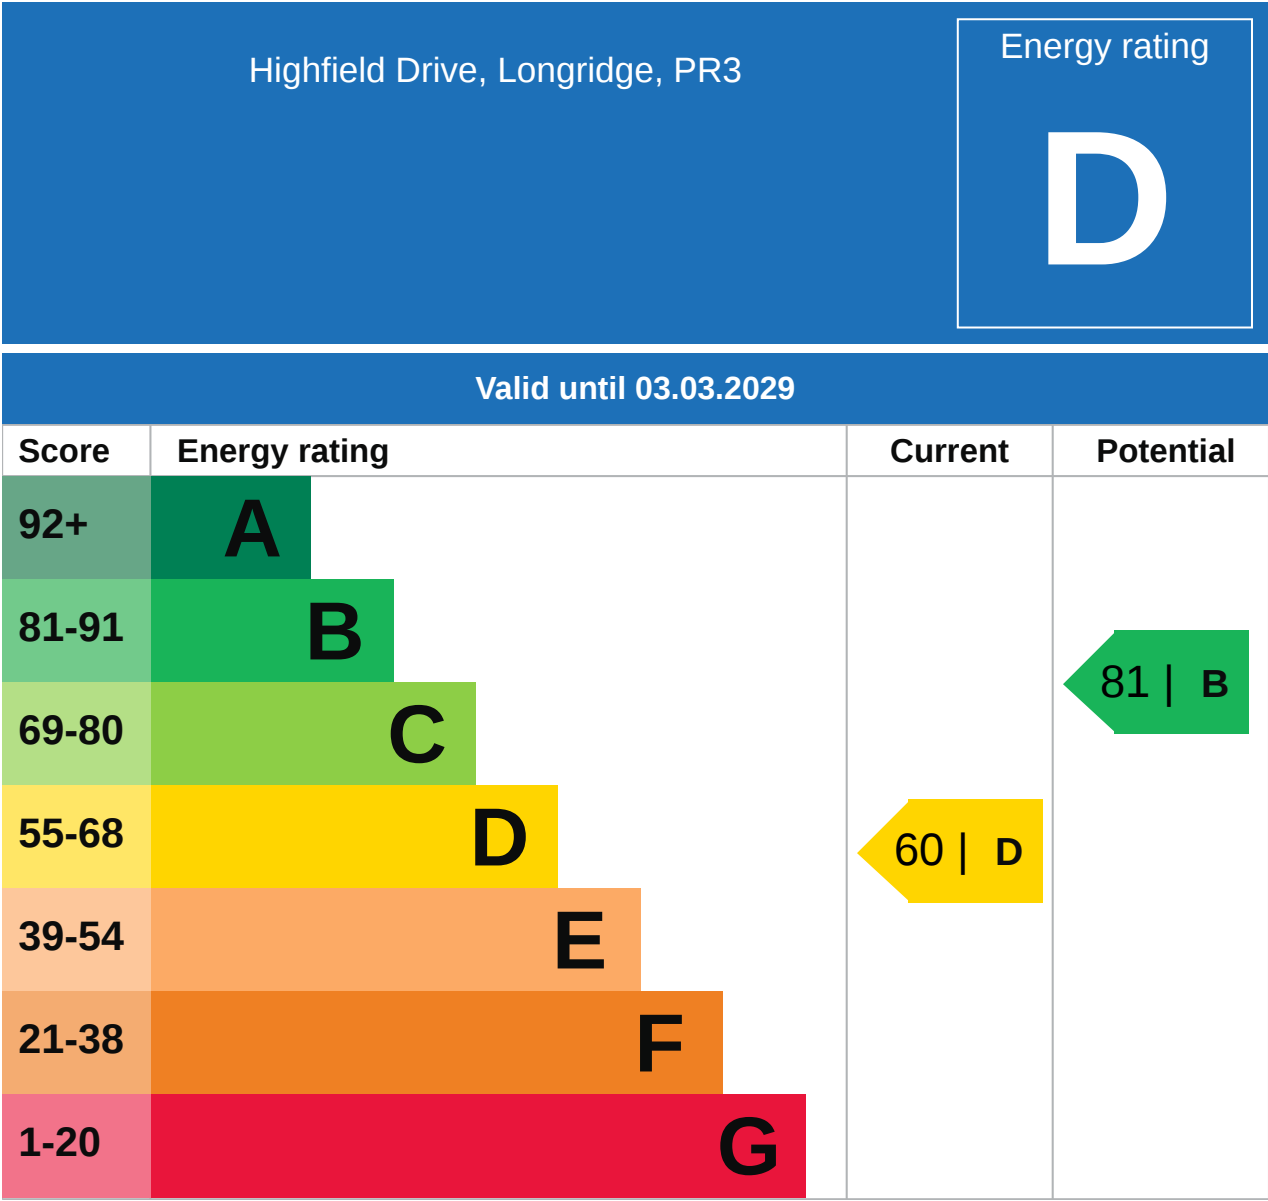 Highfield Drive, Longridge, PR3
Energy rating
D
Valid until 03.03.2029
Score Energy rating Current Potential
92+ A
81-91 B
81 | B
69-80 C
55-68 D
60 | D
39-54 E
21-38 F
1-20 G